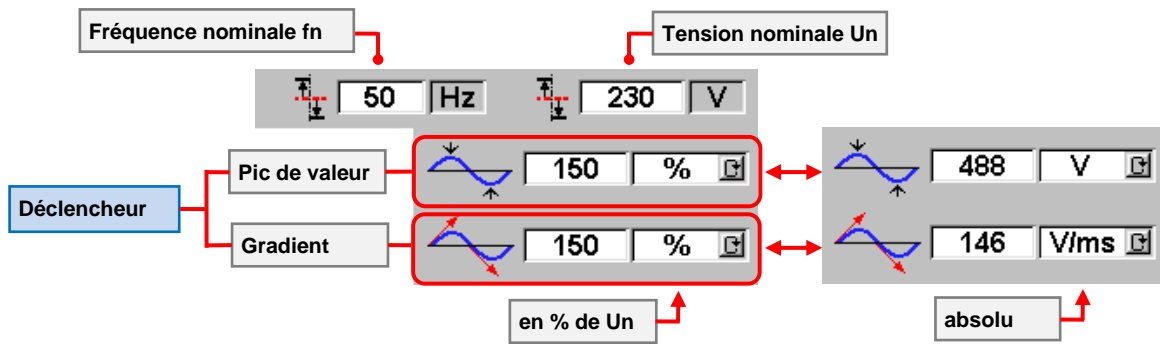 Fréquence nominale fn
Tension nominale Un
50 Hz 230 V
Pic de valeur 150 % 488 V
Déclencheur
Gradient 150 % 146 V/ms
en % de Un absolu